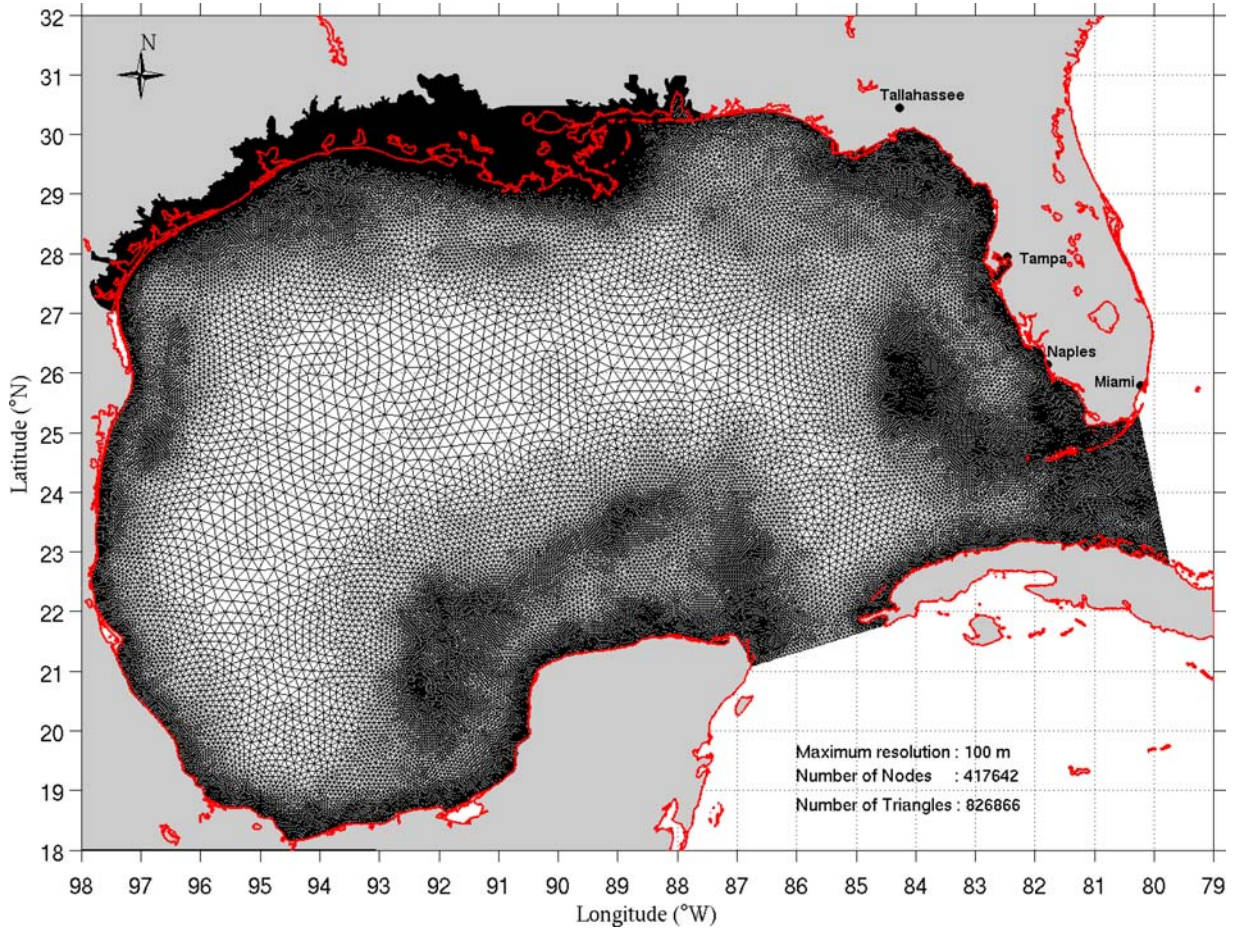 32
31
30
29
28
27
26
25
24
23
22
21
20
19
18
Latitude (°N)
N
Tallahassee
Tampa
Naples
Miami
Maximum resolution : 100 m
Number of Nodes : 417642
Number of Triangles : 826866
98 97 96 95 94 93 92 91 90 89 88 87 86 85 84 83 82 81 80 79
Longitude (°W)